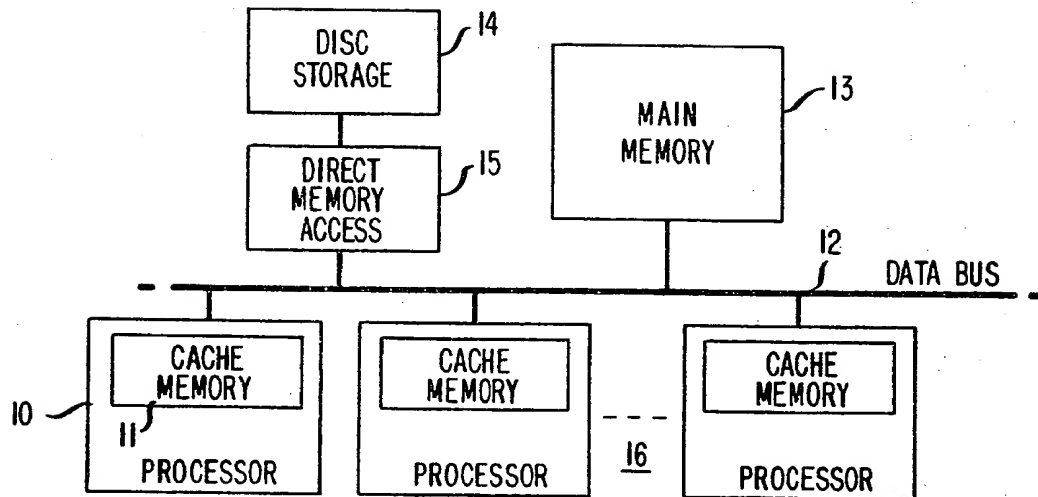 DISC
STORAGE
14
MAIN
MEMORY
13
DIRECT
MEMORY
ACCESS
15
12
DATA BUS
CACHE
MEMORY
CACHE
MEMORY
CACHE
MEMORY
10
11
16
PROCESSOR
PROCESSOR
PROCESSOR